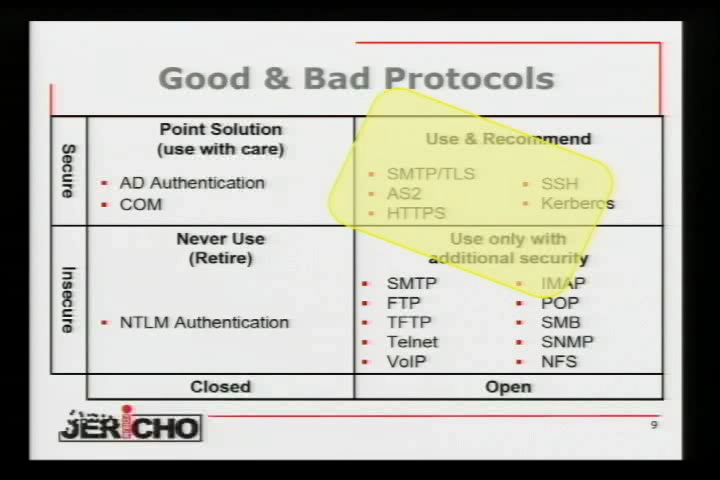 Good & Bad Protocols
Secure
Point Solution
(use with care)
AD Authentication
COM
Use & Recommend
SMTP/TLS
AS2
HTTPS
SSH
Kerberos
Insecure
Never Use
(Retire)
NTLM Authentication
Use only with
additional security
SMTP
FTP
TFTP
Telnet
VoIP
IMAP
POP
SMB
SNMP
NFS
Closed
Open
JERiCHO
9